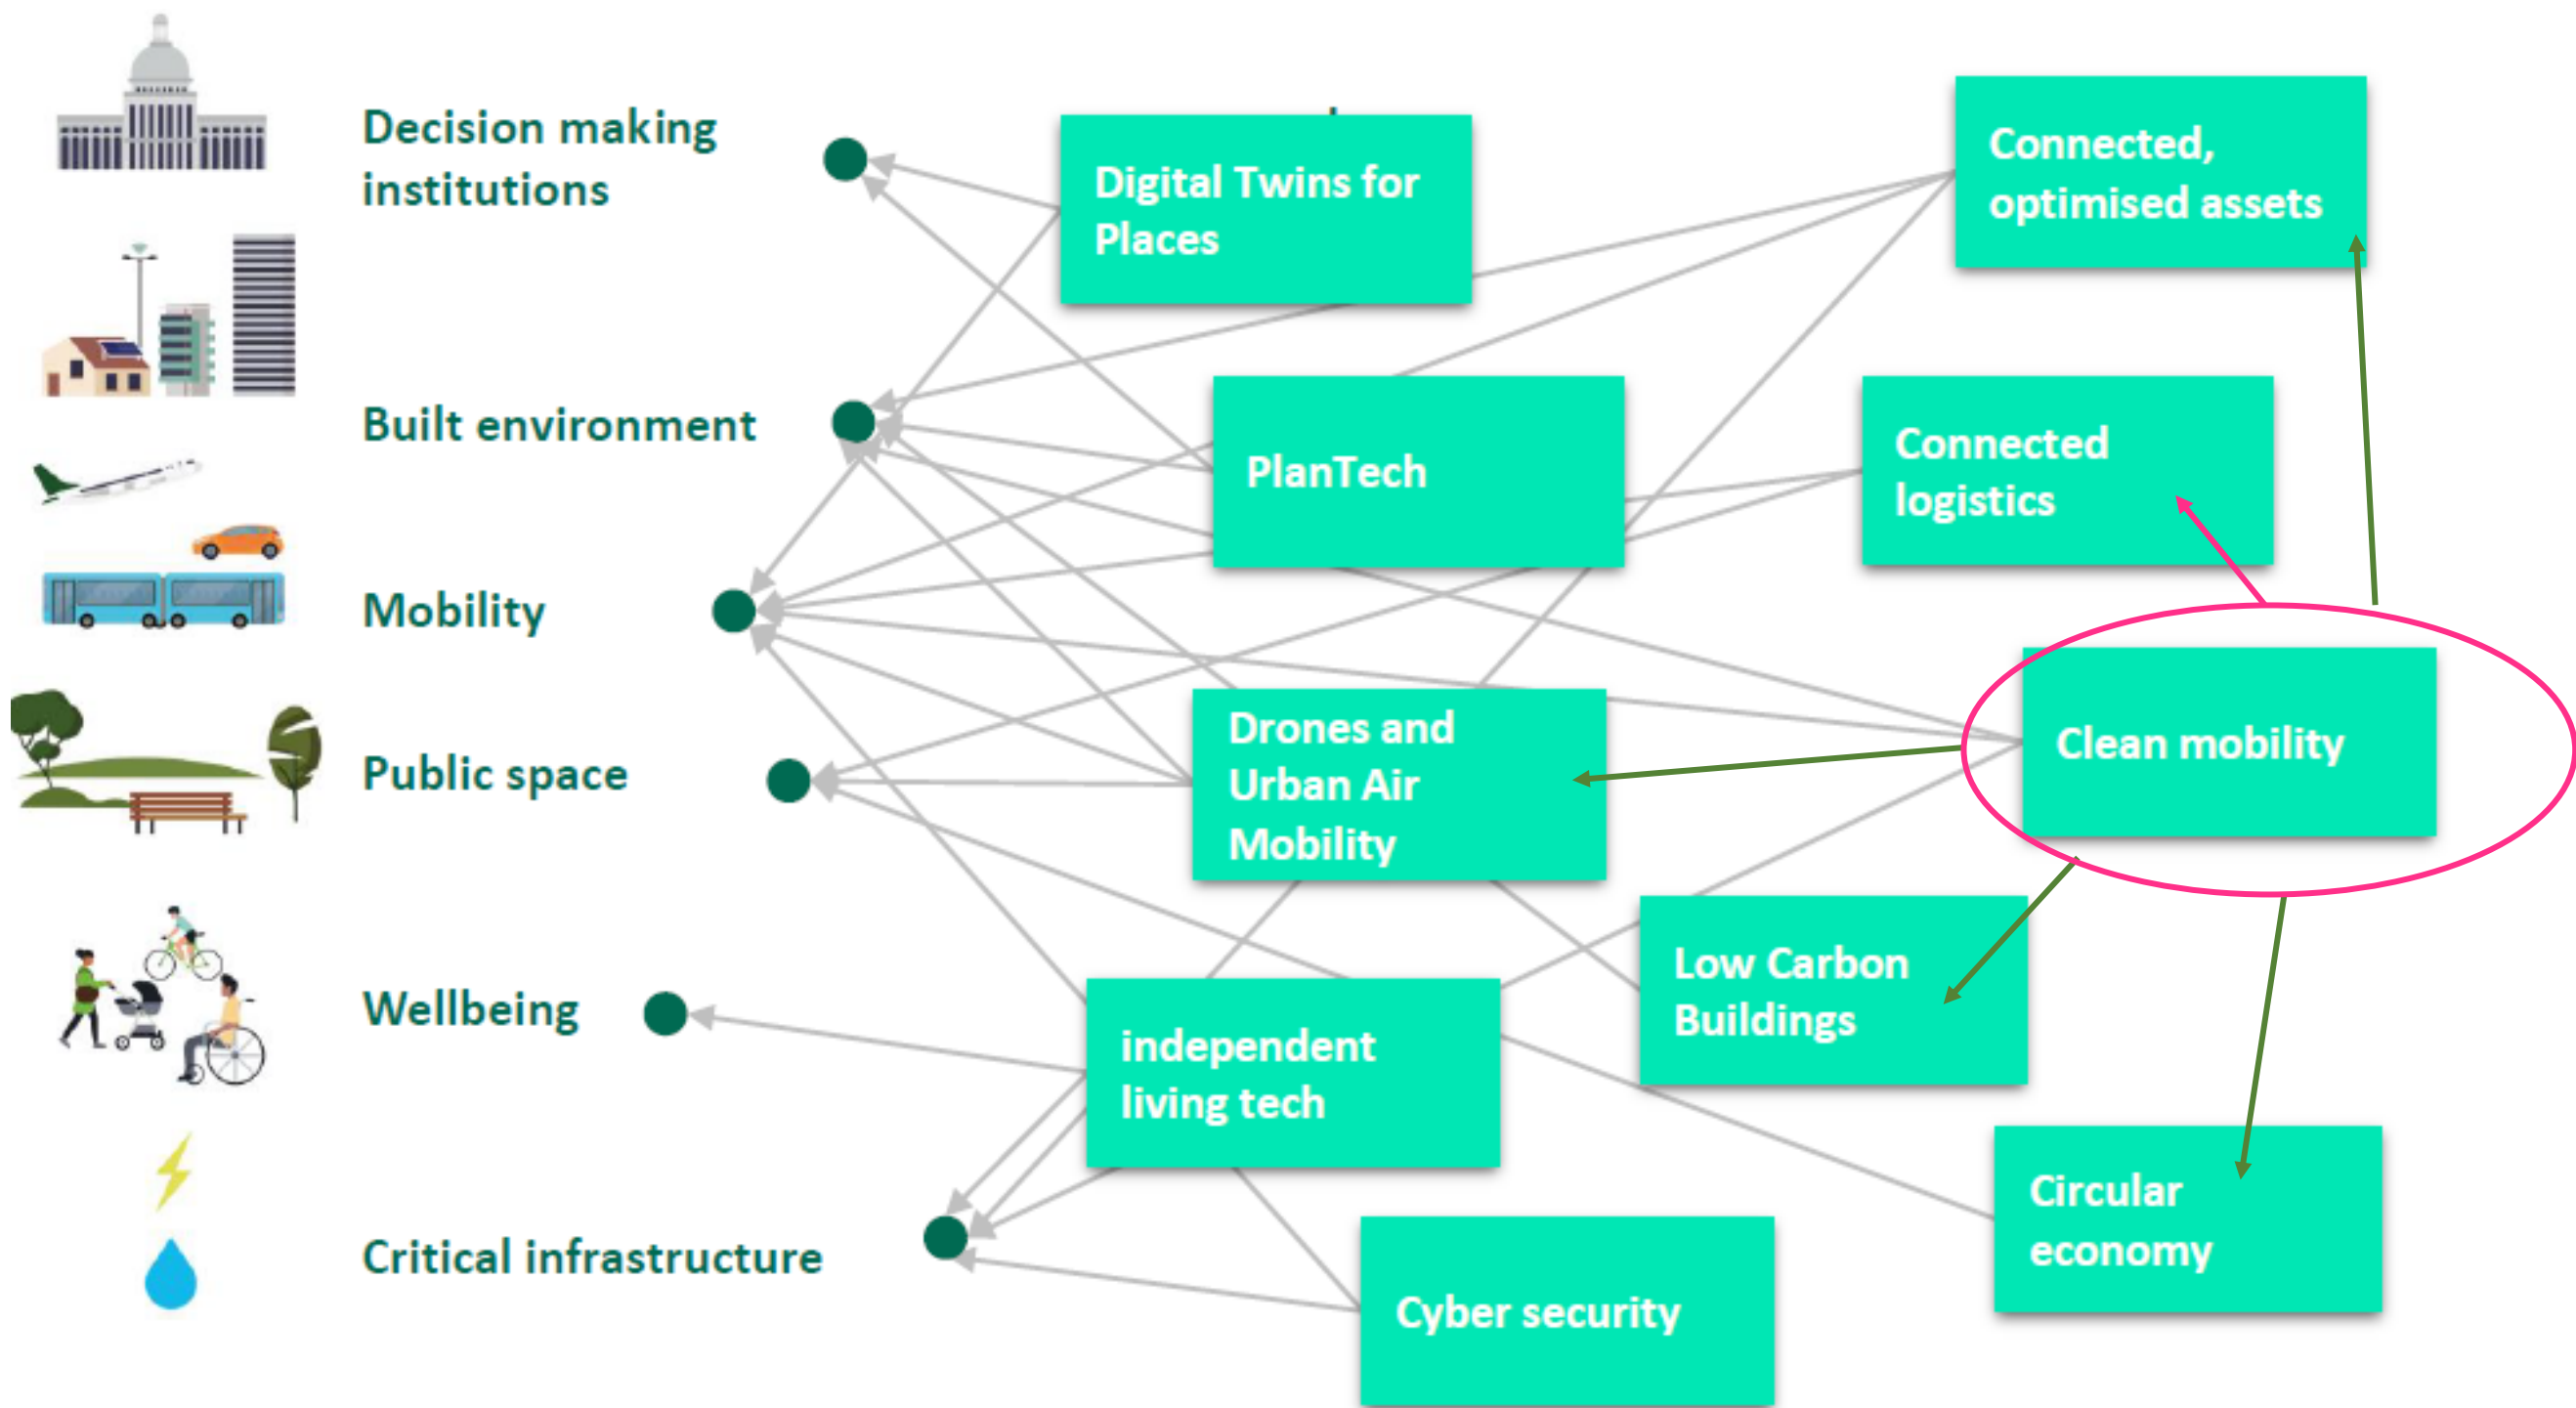 Decision making
institutions
Built environment
Mobility
Public space
Wellbeing
Critical infrastructure
Digital Twins for
Places
PlanTech
Drones and
Urban Air
Mobility
independent
living tech
Cyber security
Connected,
optimised assets
Connected
logistics
Clean mobility
Low Carbon
Buildings
Circular
economy